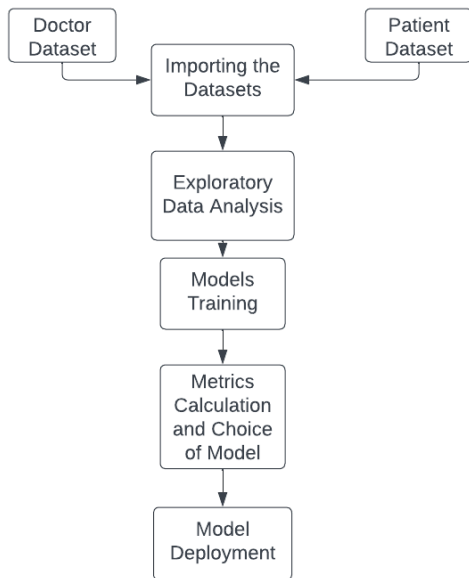 Doctor
Dataset
Patient
Dataset
Importing the
Datasets
Exploratory
Data Analysis
Models
Training
Metrics
Calculation
and Choice
of Model
Model
Deployment